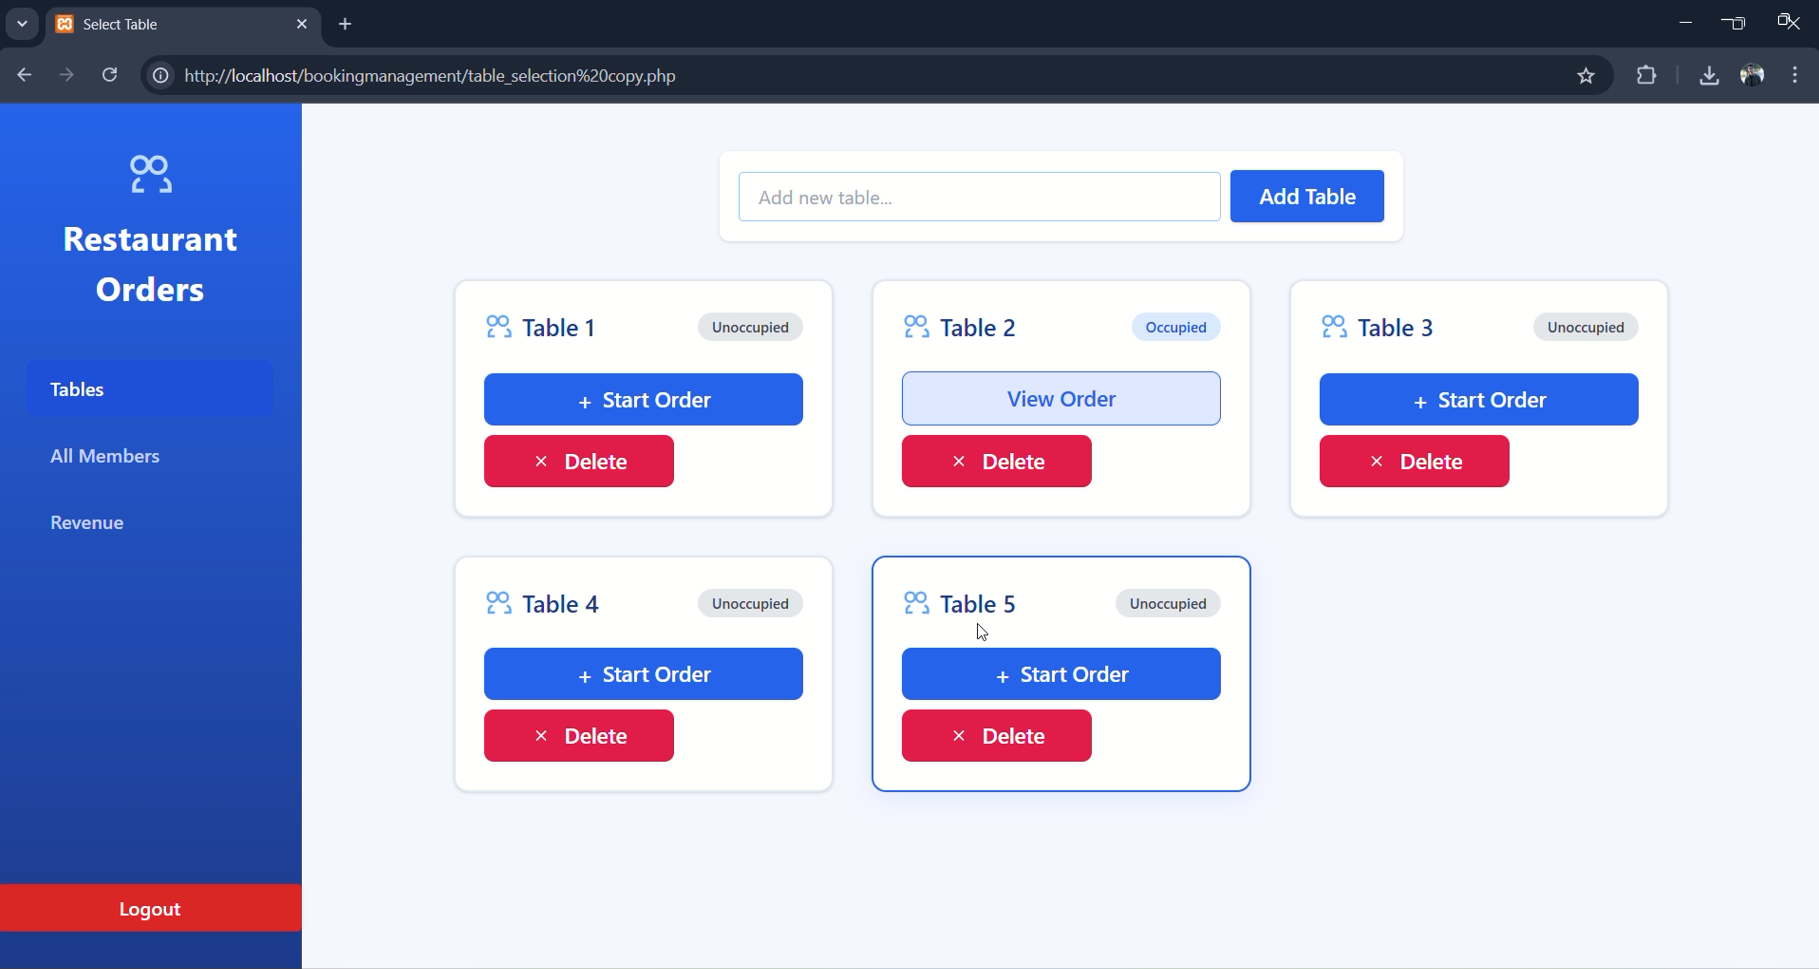 Select Table
http://localhost/bookingmanagement/table_selection%20copy.php
Restaurant
Orders
Tables
All Members
Revenue
Logout
Add new table...
Add Table
Table 1
Unoccupied
+ Start Order
× Delete
Table 2
Occupied
View Order
× Delete
Table 3
Unoccupied
+ Start Order
× Delete
Table 4
Unoccupied
+ Start Order
× Delete
Table 5
Unoccupied
+ Start Order
× Delete